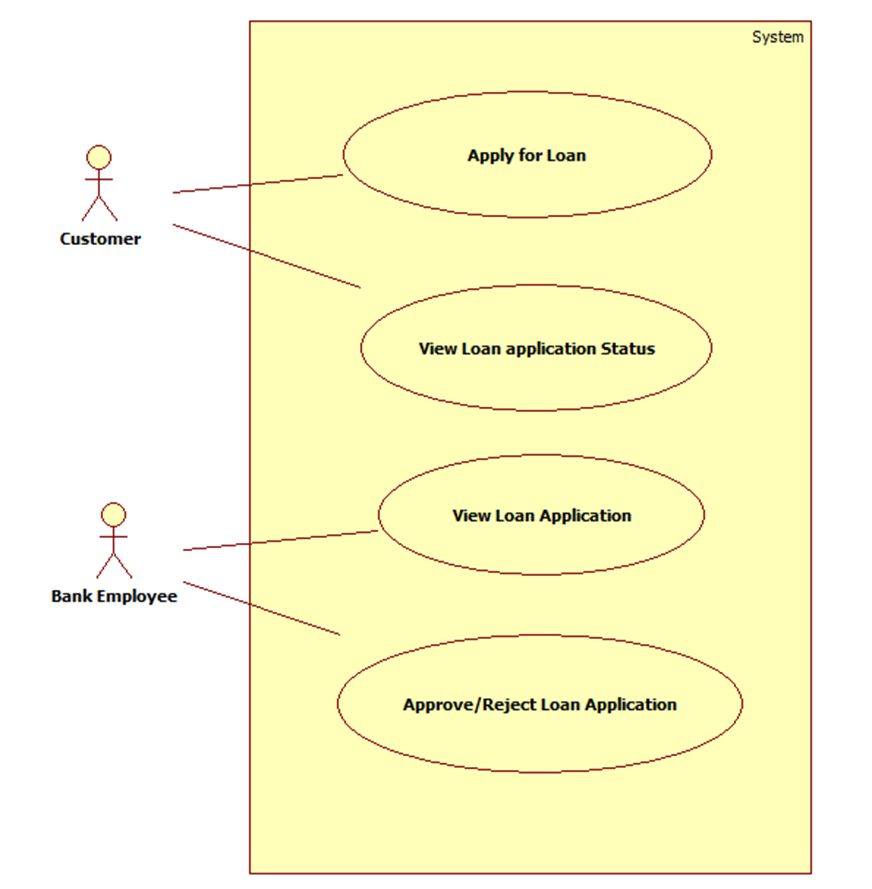 System
Apply for Loan
Customer
View Loan application Status
View Loan Application
Bank Employee
Approve/Reject Loan Application